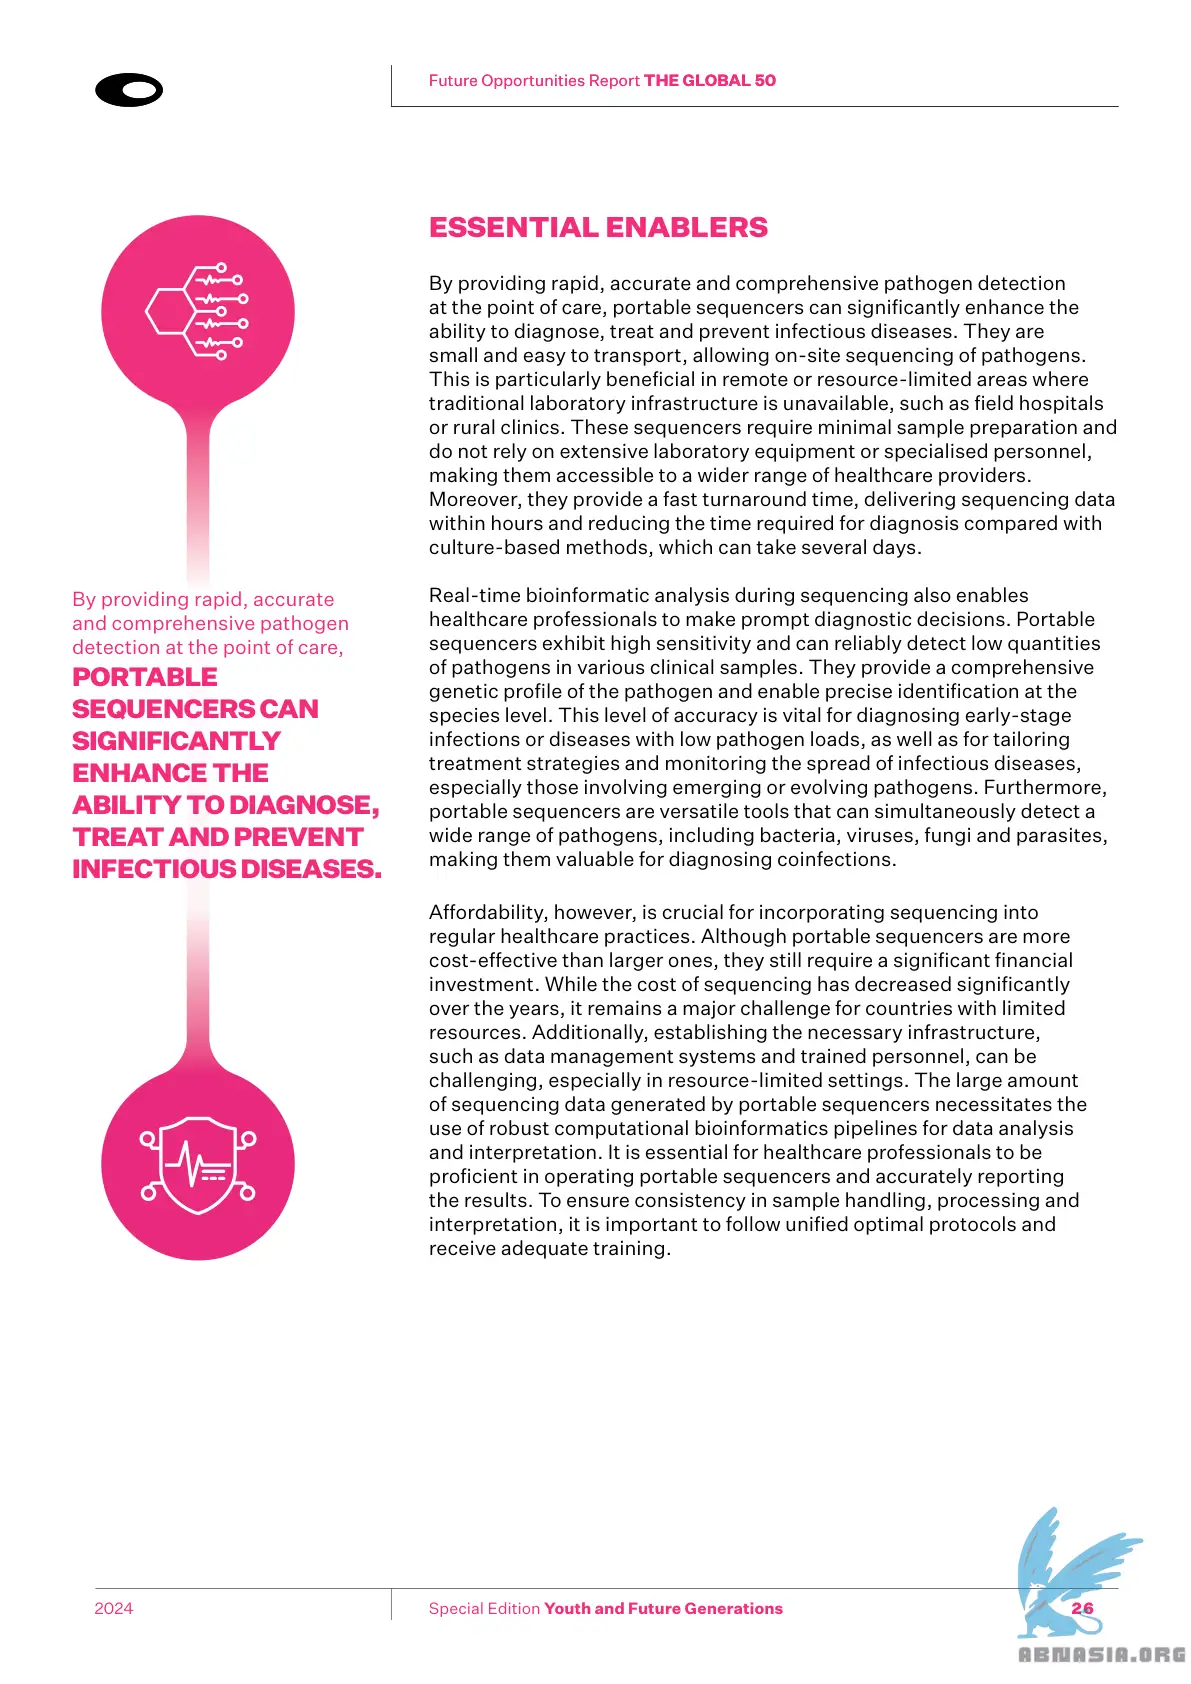 Future Opportunities Report THE GLOBAL 50
ESSENTIAL ENABLERS
By providing rapid, accurate and comprehensive pathogen detection
at the point of care, portable sequencers can significantly enhance the
ability to diagnose, treat and prevent infectious diseases. They are
small and easy to transport, allowing on-site sequencing of pathogens.
This is particularly beneficial in remote or resource-limited areas where
traditional laboratory infrastructure is unavailable, such as field hospitals
or rural clinics. These sequencers require minimal sample preparation and
do not rely on extensive laboratory equipment or specialised personnel,
making them accessible to a wider range of healthcare providers.
Moreover, they provide a fast turnaround time, delivering sequencing data
within hours and reducing the time required for diagnosis compared with
culture-based methods, which can take several days.
Real-time bioinformatic analysis during sequencing also enables
healthcare professionals to make prompt diagnostic decisions. Portable
sequencers exhibit high sensitivity and can reliably detect low quantities
of pathogens in various clinical samples. They provide a comprehensive
genetic profile of the pathogen and enable precise identification at the
species level. This level of accuracy is vital for diagnosing early-stage
infections or diseases with low pathogen loads, as well as for tailoring
treatment strategies and monitoring the spread of infectious diseases,
especially those involving emerging or evolving pathogens. Furthermore,
portable sequencers are versatile tools that can simultaneously detect a
wide range of pathogens, including bacteria, viruses, fungi and parasites,
making them valuable for diagnosing coinfections.
Affordability, however, is crucial for incorporating sequencing into
regular healthcare practices. Although portable sequencers are more
cost-effective than larger ones, they still require a significant financial
investment. While the cost of sequencing has decreased significantly
over the years, it remains a major challenge for countries with limited
resources. Additionally, establishing the necessary infrastructure,
such as data management systems and trained personnel, can be
challenging, especially in resource-limited settings. The large amount
of sequencing data generated by portable sequencers necessitates the
use of robust computational bioinformatics pipelines for data analysis
and interpretation. It is essential for healthcare professionals to be
proficient in operating portable sequencers and accurately reporting
the results. To ensure consistency in sample handling, processing and
interpretation, it is important to follow unified optimal protocols and
receive adequate training.
By providing rapid, accurate
and comprehensive pathogen
detection at the point of care,
PORTABLE
SEQUENCERS CAN
SIGNIFICANTLY
ENHANCE THE
ABILITY TO DIAGNOSE,
TREAT AND PREVENT
INFECTIOUS DISEASES.
2024
Special Edition Youth and Future Generations
26
ABNASIA.ORG